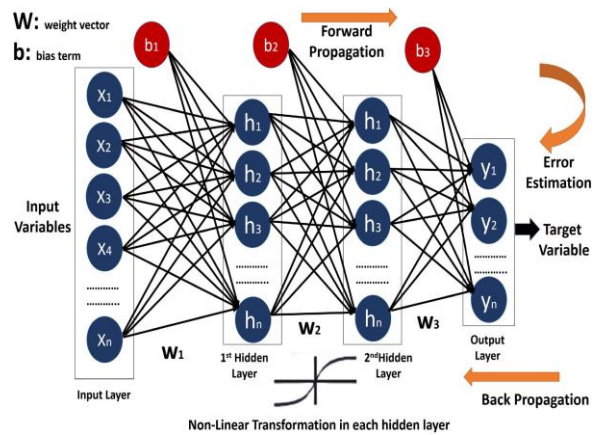 W: weight vector
b: bias term
b1
b2
b3
Forward
Propagation
Input
Variables
X1
X2
X3
X4
............
............
Xn
h1
h2
h3
............
............
hn
h1
h2
h3
............
............
hn
y1
y2
............
............
yn
Error
Estimation
Target
Variable
W1
W2
W3
Input Layer
1st Hidden
Layer
2ndHidden
Layer
Output
Layer
Back Propagation
Non-Linear Transformation in each hidden layer